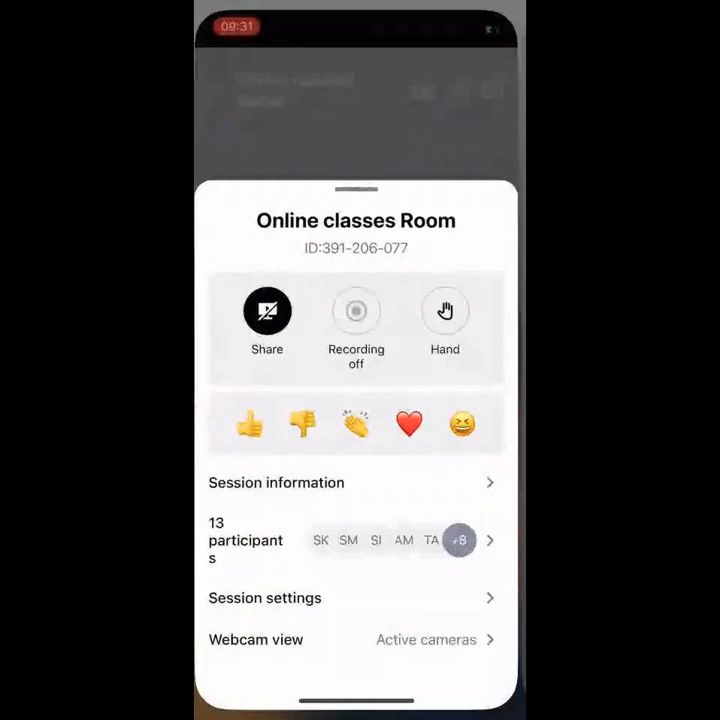 09:31
Online classes Room
ID:391-206-077
Share
Recording
off
Hand
Session information
13
participant
s
SK SM SI AM TA +8
Session settings
Webcam view
Active cameras